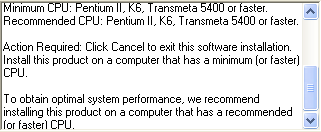 Minimum CPU: Pentium II, K6, Transmeta 5400 or faster.
Recommended CPU: Pentium II, K6, Transmeta 5400 or faster.
Action Required: Click Cancel to exit this software installation.
Install this product on a computer that has a minimum (or faster)
CPU.
To obtain optimal system performance, we recommend
installing this product on a computer that has a recommended
(or faster) CPU.